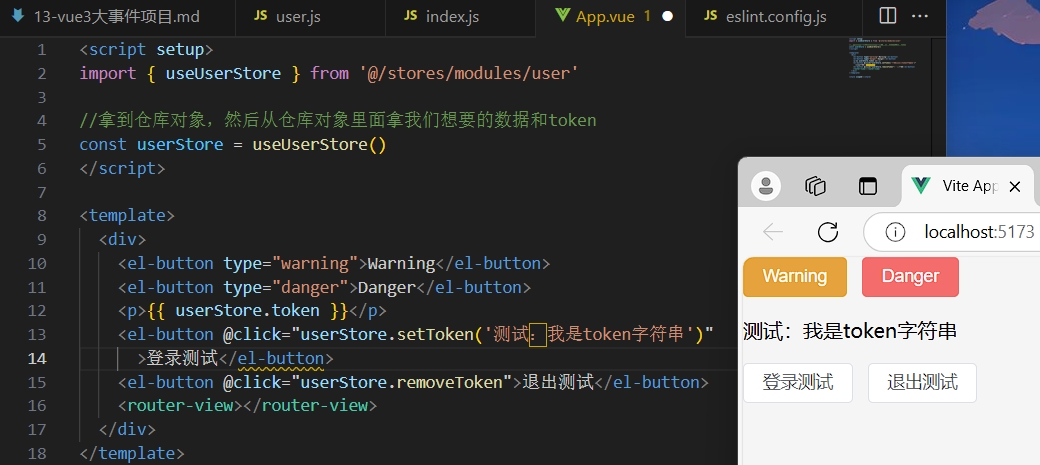 13-vue3大事件项目.md
JS user.js
JS index.js
App.vue 1
JS eslint.config.js
1 <script setup>
2 import { useUserStore } from '@/stores/modules/user'
3
4 //拿到仓库对象，然后从仓库对象里面拿我们想要的数据和token
5 const userStore = useUserStore()
6 </script>
7
8 <template>
9 <div>
10 <el-button type="warning">Warning</el-button>
11 <el-button type="danger">Danger</el-button>
12 <p>{{ userStore.token }}</p>
13 <el-button @click="userStore.setToken('测试：我是token字符串')"
14 >登录测试</el-button>
15 <el-button @click="userStore.removeToken">退出测试</el-button>
16 <router-view></router-view>
17 </div>
18 </template>
Vite App
localhost:5173
Warning Danger
测试：我是token字符串
登录测试 退出测试